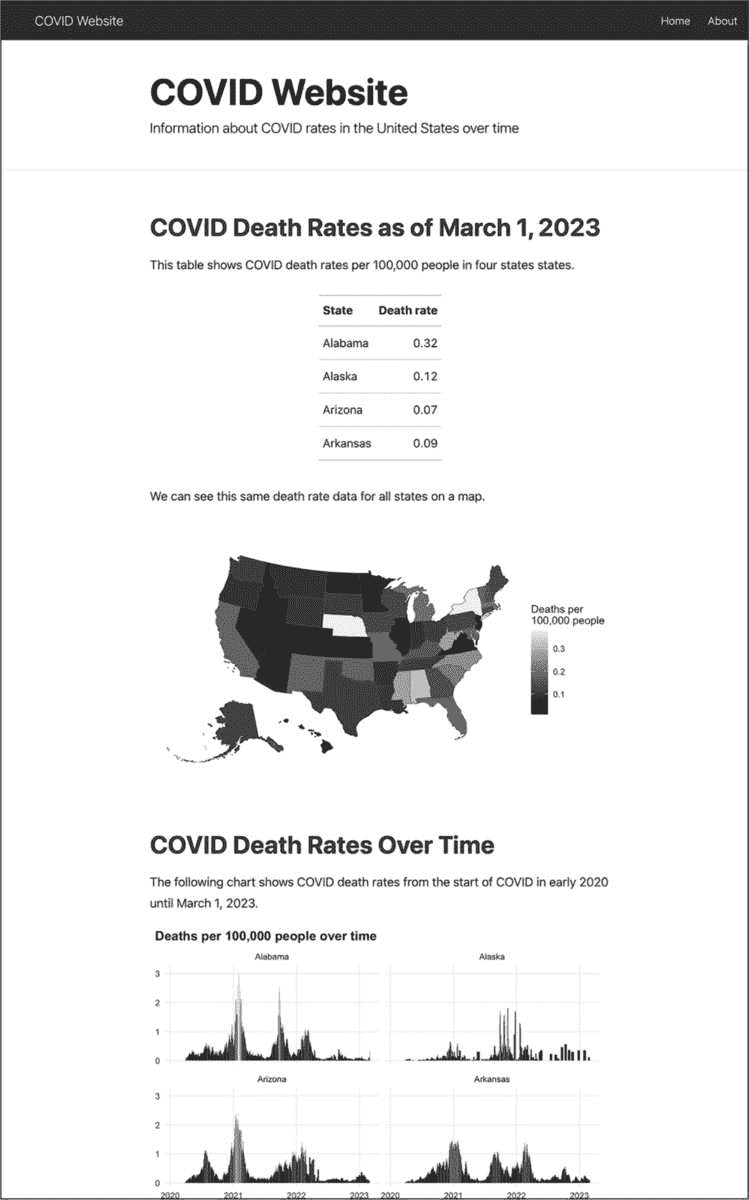 COVID Website
Home About
COVID Website
Information about COVID rates in the United States over time
COVID Death Rates as of March 1, 2023
This table shows COVID death rates per 100,000 people in four states states.
State Death rate
Alabama 0.32
Alaska 0.12
Arizona 0.07
Arkansas 0.09
We can see this same death rate data for all states on a map.
Deaths per
100,000 people
0.3
0.2
0.1
COVID Death Rates Over Time
The following chart shows COVID death rates from the start of COVID in early 2020
until March 1, 2023.
Deaths per 100,000 people over time
Alabama Alaska
3
2
1
0
Arizona Arkansas
3
2
1
0
2020 2021 2022 2023 2020 2021 2022 2023